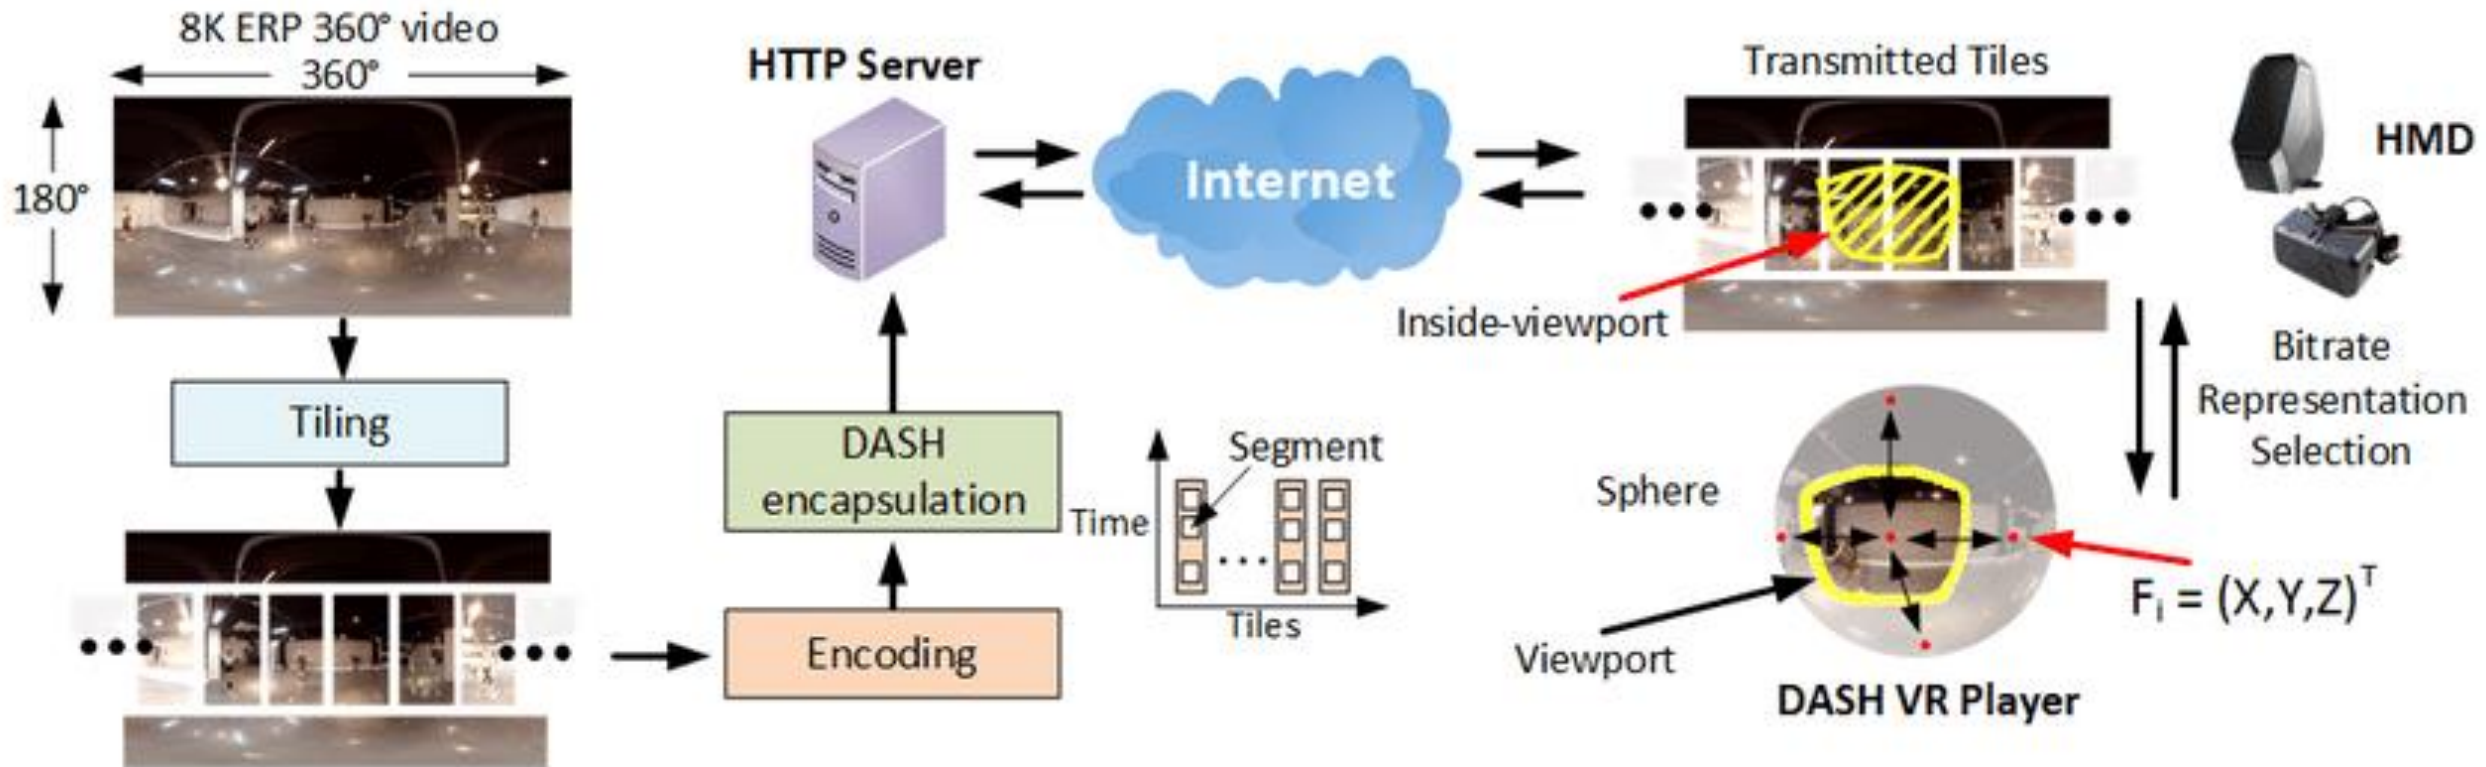 8K ERP 360° video
360°
180°
Tiling
Encoding
DASH
encapsulation
Segment
Time
Tiles
HTTP Server
Internet
Transmitted Tiles
Inside-viewport
HMD
Bitrate
Representation
Selection
Sphere
Viewport
Fᵢ = (X,Y,Z)ᵀ
DASH VR Player